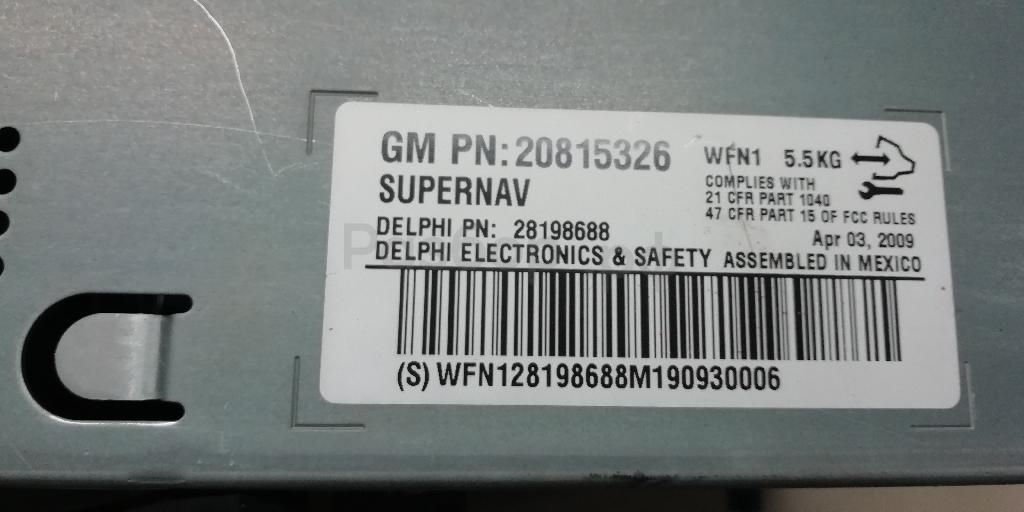 GM PN: 20815326
SUPERNAV
DELPHI PN: 28198688
DELPHI ELECTRONICS & SAFETY
WFN1 5.5KG
COMPLIES WITH
21 CFR PART 1040
47 CFR PART 15 OF FCC RULES
Apr 03, 2009
ASSEMBLED IN MEXICO
(S) WFN128198688M190930006